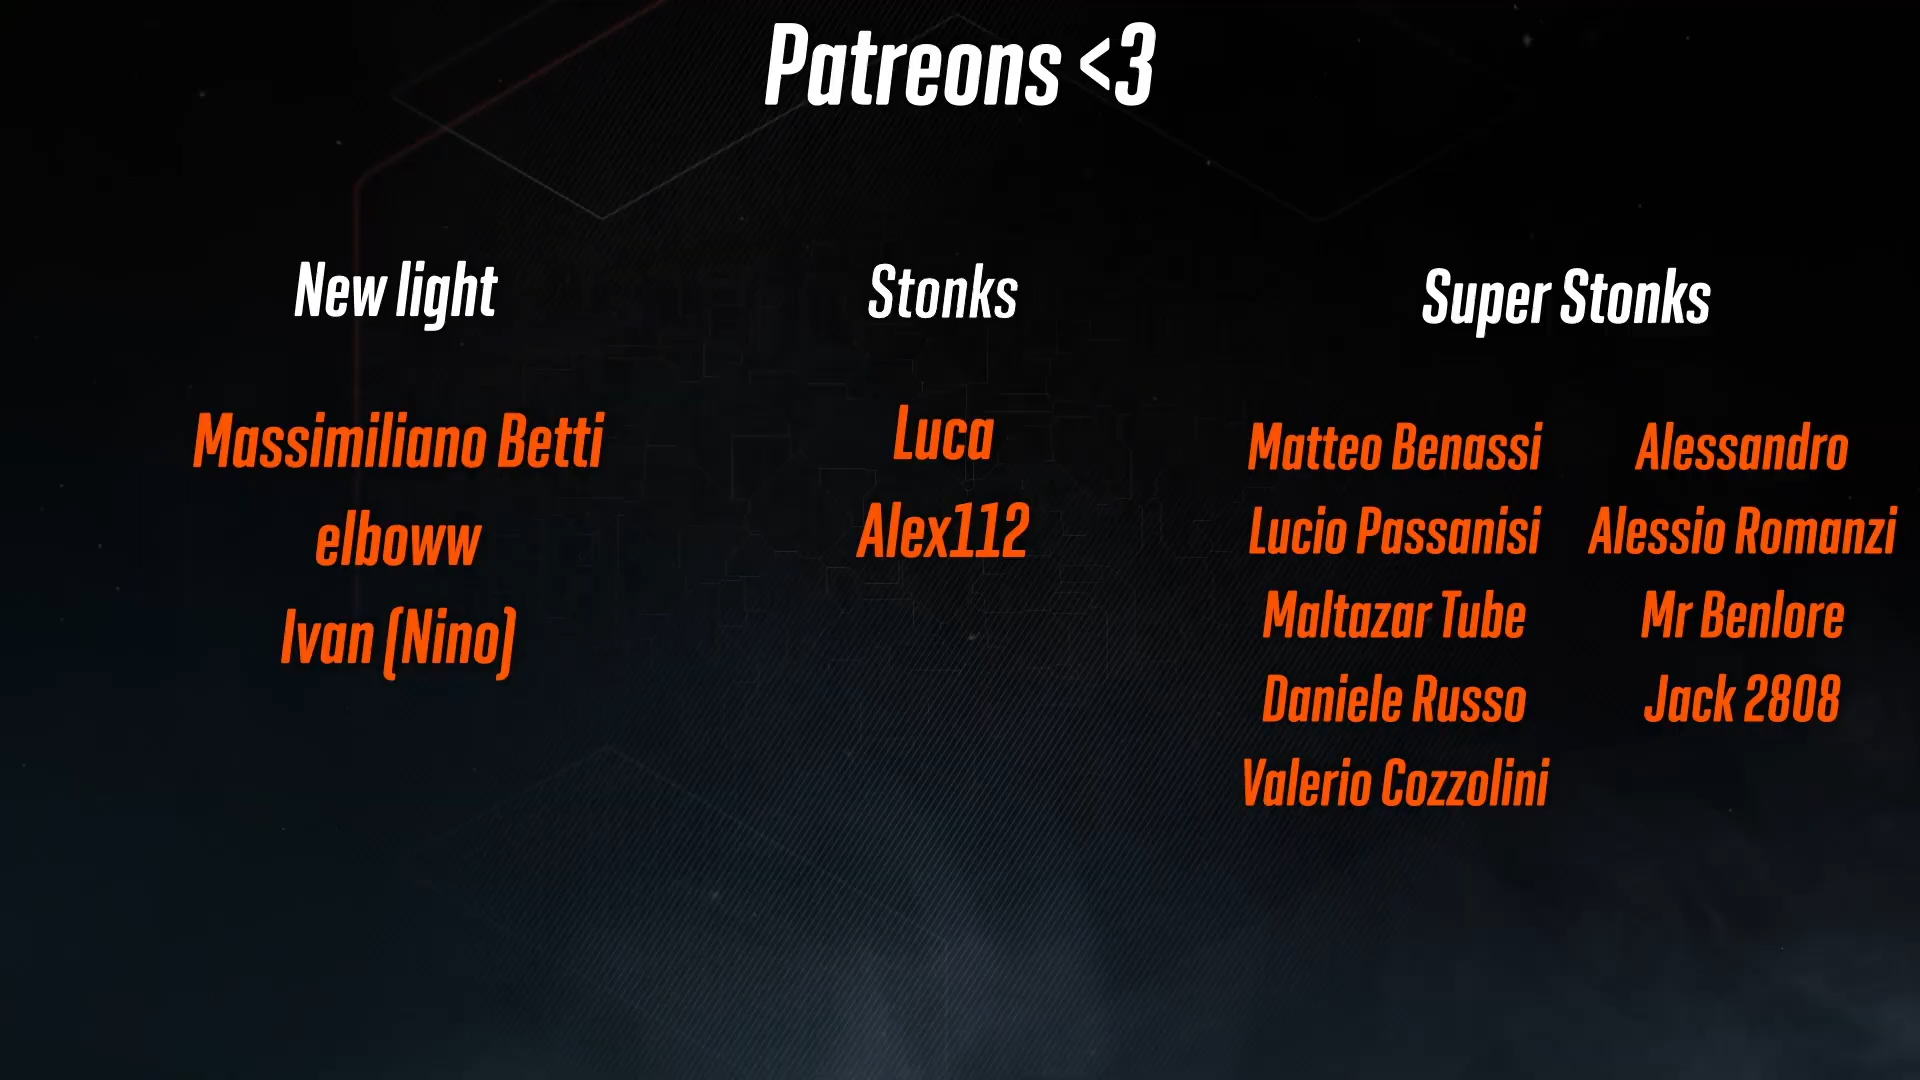 Patreons <3
New light
Massimiliano Betti
elboww
Ivan (Nino)
Stonks
Luca
Alex112
Super Stonks
Matteo Benassi
Lucio Passanisi
Maltazar Tube
Daniele Russo
Valerio Cozzolini
Alessandro
Alessio Romanzi
Mr Benlore
Jack 2808